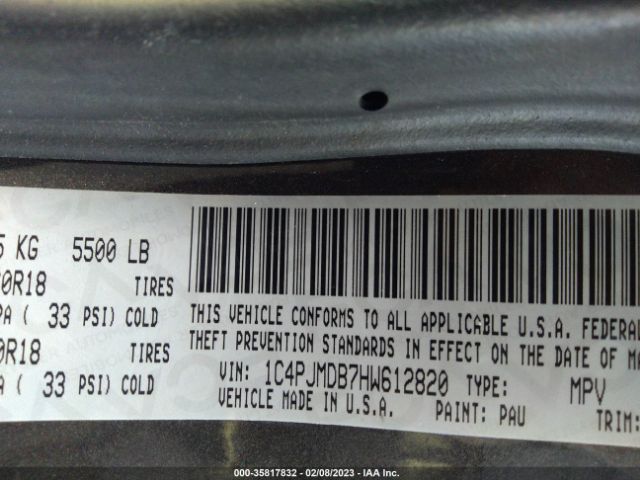 5 KG 5500 LB
0R18 TIRES
PA ( 33 PSI) COLD
0R18 TIRES
A ( 33 PSI) COLD
THIS VEHICLE CONFORMS TO ALL APPLICABLE U.S.A. FEDERAL
THEFT PREVENTION STANDARDS IN EFFECT ON THE DATE OF MA
VIN: 1C4PJMDB7HW612820 TYPE: MPV
VEHICLE MADE IN U.S.A. PAINT: PAU TRIM:
000-35817832 - 02/08/2023 - IAA Inc.